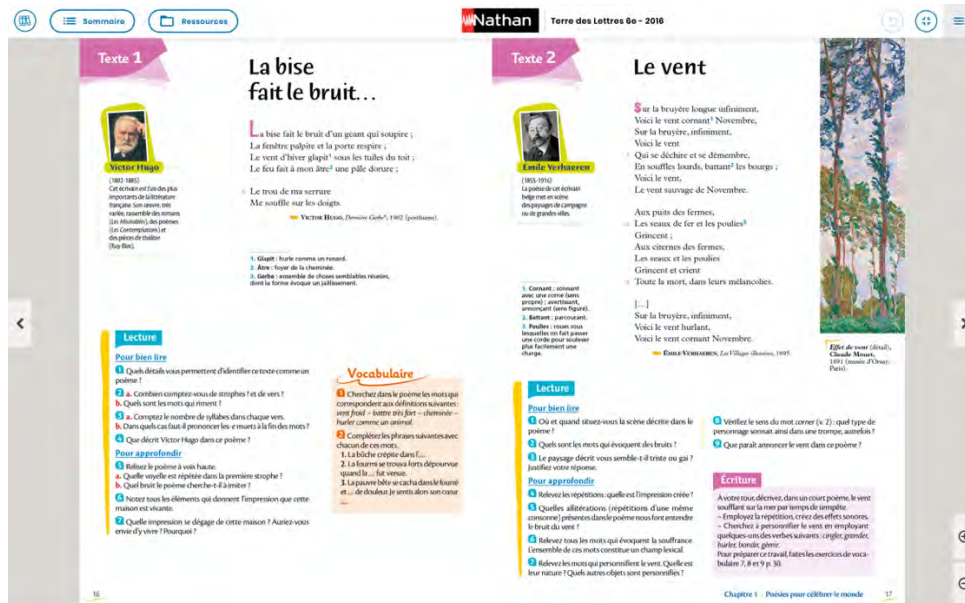 Sommaire
Ressources
Nathan
Terre des Lettres 6e - 2016
Texte 1
La bise
fait le bruit...
Victor Hugo
(1802-1885)
Cet écrivain est l'un des plus
importants de la littérature
française. Son œuvre, très
variée, rassemble des romans
(Les Misérables), des poèmes
(Les Contemplations) et
des pièces de théâtre
(Ruy Blas).
La bise fait le bruit d'un géant qui soupire ;
La fenêtre palpite et la porte respire ;
Le vent d'hiver glapit¹ sous les tuiles du toit ;
Le feu fait à mon âtre² une pâle dorure ;
5 Le trou de ma serrure
Me souffle sur les doigts.
VICTOR HUGO, Dernière Gerbe³, 1902 (posthume).
1. Glapit : hurle comme un renard.
2. Âtre : foyer de la cheminée.
3. Gerbe : ensemble de choses semblables réunies,
dont la forme évoque un jaillissement.
Lecture
Pour bien lire
1 Quels détails vous permettent d'identifier ce texte comme un
poème ?
2 a. Combien comptez-vous de strophes ? et de vers ?
b. Quels sont les mots qui riment ?
3 a. Comptez le nombre de syllabes dans chaque vers.
b. Dans quels cas faut-il prononcer les e muets à la fin des mots ?
4 Que décrit Victor Hugo dans ce poème ?
Pour approfondir
5 Relisez le poème à voix haute.
a. Quelle voyelle est répétée dans la première strophe ?
b. Quel bruit le poème cherche-t-il à imiter ?
6 Notez tous les éléments qui donnent l'impression que cette
maison est vivante.
7 Quelle impression se dégage de cette maison ? Auriez-vous
envie d'y vivre ? Pourquoi ?
Vocabulaire
1 Cherchez dans le poème les mots qui
correspondent aux définitions suivantes :
vent froid – battre très fort – cheminée –
hurler comme un animal.
2 Complétez les phrases suivantes avec
chacun de ces mots.
1. La bûche crépite dans l'....
2. La fourmi se trouva forts dépourvue
quand la ... fut venue.
3. La pauvre bête se cacha dans le fourré
et ... de douleur. Je sentis alors son cœur
....
16
Texte 2
Le vent
Émile Verhaeren
(1855-1916)
La poésie de cet écrivain
belge met en scène
des paysages de campagne
ou de grandes villes.
Sur la bruyère longue infiniment,
Voici le vent cornant¹ Novembre,
Sur la bruyère, infiniment,
Voici le vent
5 Qui se déchire et se démembre,
En souffles lourds, battant² les bourgs ;
Voici le vent,
Le vent sauvage de Novembre.
Aux puits des fermes,
10 Les seaux de fer et les poulies³
Grincent ;
Aux citernes des fermes,
Les seaux et les poulies
Grincent et crient
15 Toute la mort, dans leurs mélancolies.
[...]
Sur la bruyère, infiniment,
Voici le vent hurlant,
Voici le vent cornant Novembre.
ÉMILE VERHAEREN, Les Villages illusoires, 1895.
1. Cornant : sonnant
avec une corne (sens
propre) ; avertissant,
annonçant (sens figuré).
2. Battant : parcourant.
3. Poulies : roues sous
lesquelles on fait passer
une corde pour soulever
plus facilement une
charge.
Effet de vent (détail),
Claude Monet,
1891 (musée d'Orsay,
Paris).
Lecture
Pour bien lire
1 Où et quand situez-vous la scène décrite dans le
poème ?
2 Quels sont les mots qui évoquent des bruits ?
3 Le paysage décrit vous semble-t-il triste ou gai ?
Justifiez votre réponse.
Pour approfondir
4 Relevez les répétitions : quelle est l'impression créée ?
5 Quelles allitérations (répétitions d'une même
consonne) présentes dans le poème nous font entendre
le bruit du vent ?
6 Relevez tous les mots qui évoquent la souffrance.
L'ensemble de ces mots constitue un champ lexical.
7 Relevez les mots qui personnifient le vent. Quelle est
leur nature ? Quels autres objets sont personnifiés ?
8 Vérifiez le sens du mot corner (v. 2) : quel type de
personnage sonnait ainsi dans une trompe, autrefois ?
9 Que paraît annoncer le vent dans ce poème ?
Écriture
À votre tour, décrivez, dans un court poème, le vent
soufflant sur la mer par temps de tempête.
– Employez la répétition, créez des effets sonores.
– Cherchez à personnifier le vent en employant
quelques-uns des verbes suivants : cingler, gronder,
hurler, bondir, gémir.
Pour préparer ce travail, faites les exercices de voca-
bulaire 7, 8 et 9 p. 30.
Chapitre 1 - Poésies pour célébrer le monde 17